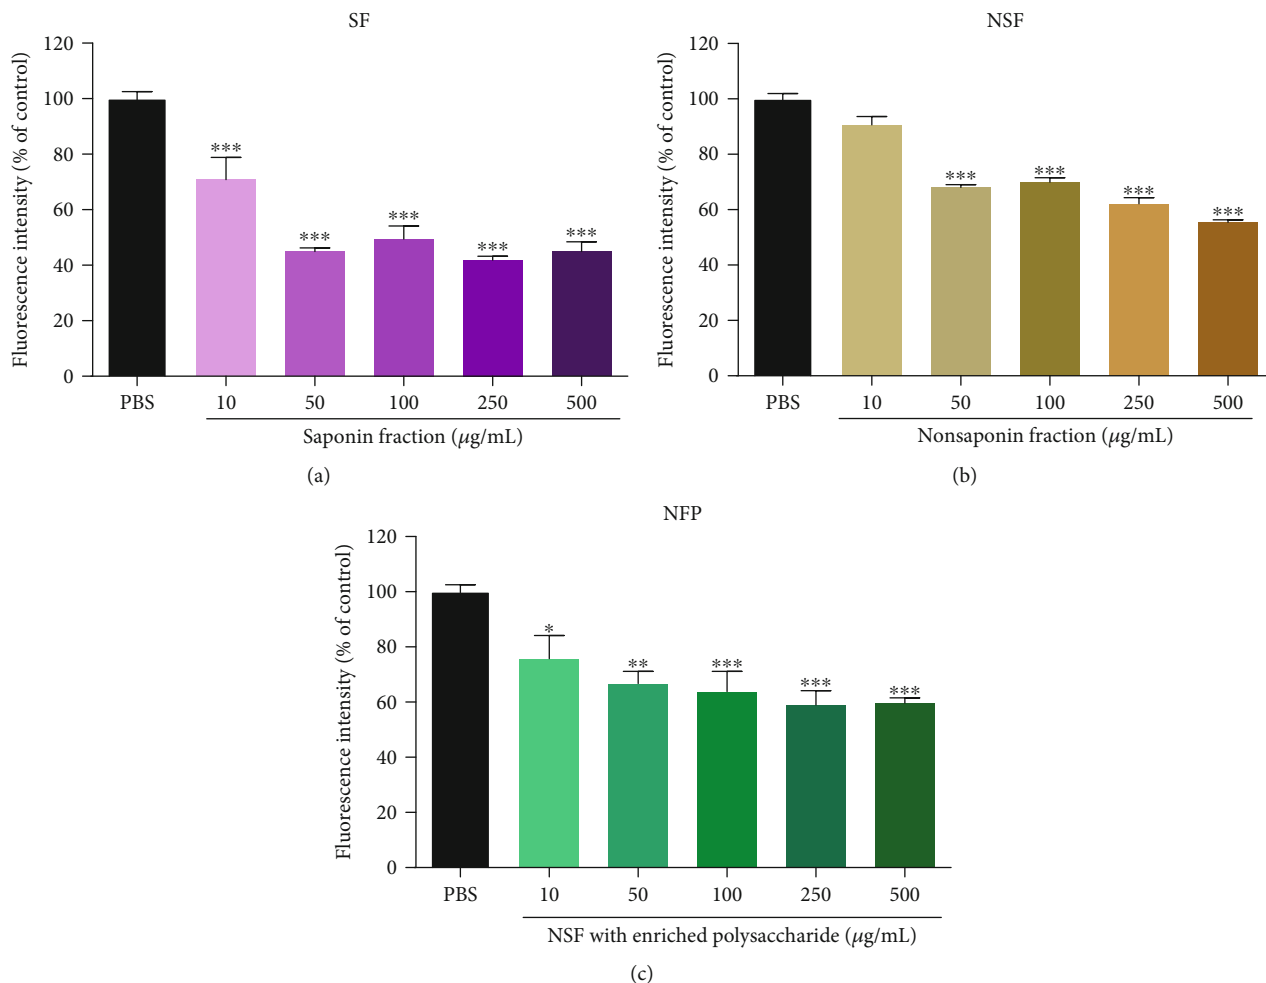 SF
Fluorescence intensity (% of control)
120
100
80
60
40
20
0
***
***
***
***
***
PBS 10 50 100 250 500
Saponin fraction (μg/mL)
(a)
NSF
Fluorescence intensity (% of control)
120
100
80
60
40
20
0
***
***
***
***
PBS 10 50 100 250 500
Nonsaponin fraction (μg/mL)
(b)
NFP
Fluorescence intensity (% of control)
120
100
80
60
40
20
0
*
**
***
***
***
PBS 10 50 100 250 500
NSF with enriched polysaccharide (μg/mL)
(c)